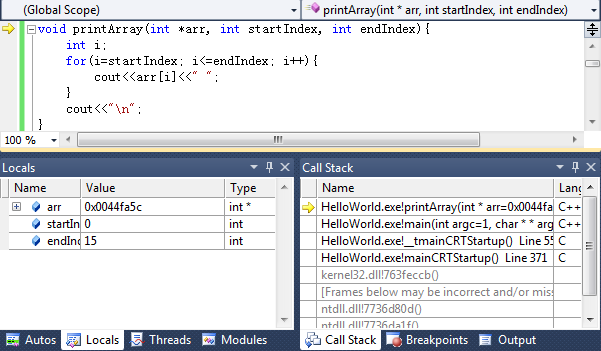 (Global Scope)
printArray(int * arr, int startIndex, int endIndex)
void printArray(int *arr, int startIndex, int endIndex){
int i;
for(i=startIndex; i<=endIndex; i++){
cout<<arr[i]<<" ";
}
cout<<"\n";
}
100 %
Locals
Name Value Type
arr 0x0044fa5c int *
startIn 0 int
endInd 15 int
Autos Locals Threads Modules
Call Stack
Name Lang
HelloWorld.exe!printArray(int * arr=0x0044fa C++
HelloWorld.exe!main(int argc=1, char * * arg C++
HelloWorld.exe!__tmainCRTStartup() Line 55 C
HelloWorld.exe!mainCRTStartup() Line 371 C
kernel32.dll!763feccb()
[Frames below may be incorrect and/or miss
ntdll.dll!7736d80d()
ntdll.dll!7736da1f()
Call Stack Breakpoints Output